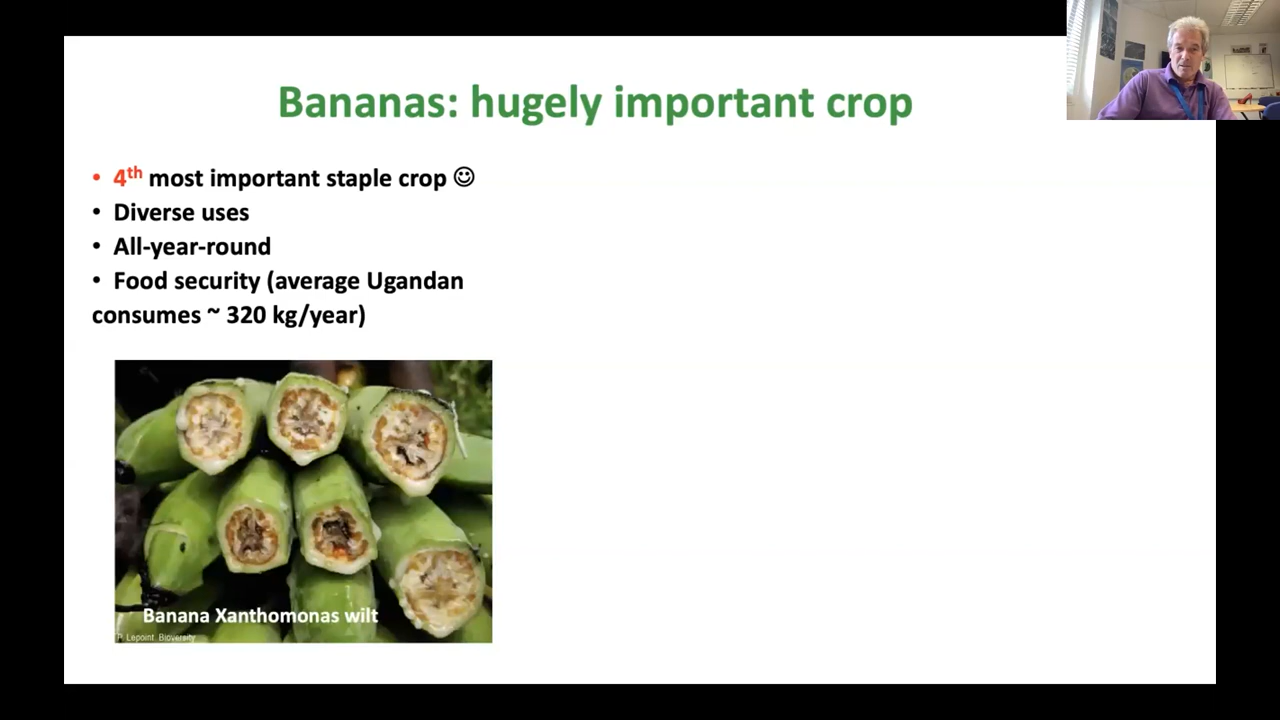 Bananas: hugely important crop
• 4th most important staple crop ☺
• Diverse uses
• All-year-round
• Food security (average Ugandan
consumes ~ 320 kg/year)
Banana Xanthomonas wilt
P. Lepoint. Bioversity